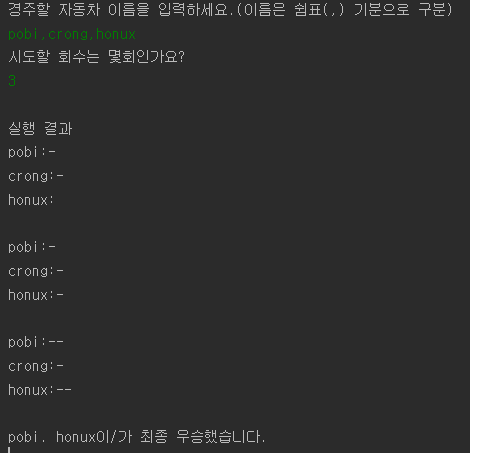 경주할 자동차 이름을 입력하세요.(이름은 쉼표(,) 기분으로 구분)
pobi,crong,honux
시도할 회수는 몇회인가요?
3
실행 결과
pobi:-
crong:-
honux:
pobi:-
crong:-
honux:-
pobi:--
crong:-
honux:--
pobi. honux이/가 최종 우승했습니다.